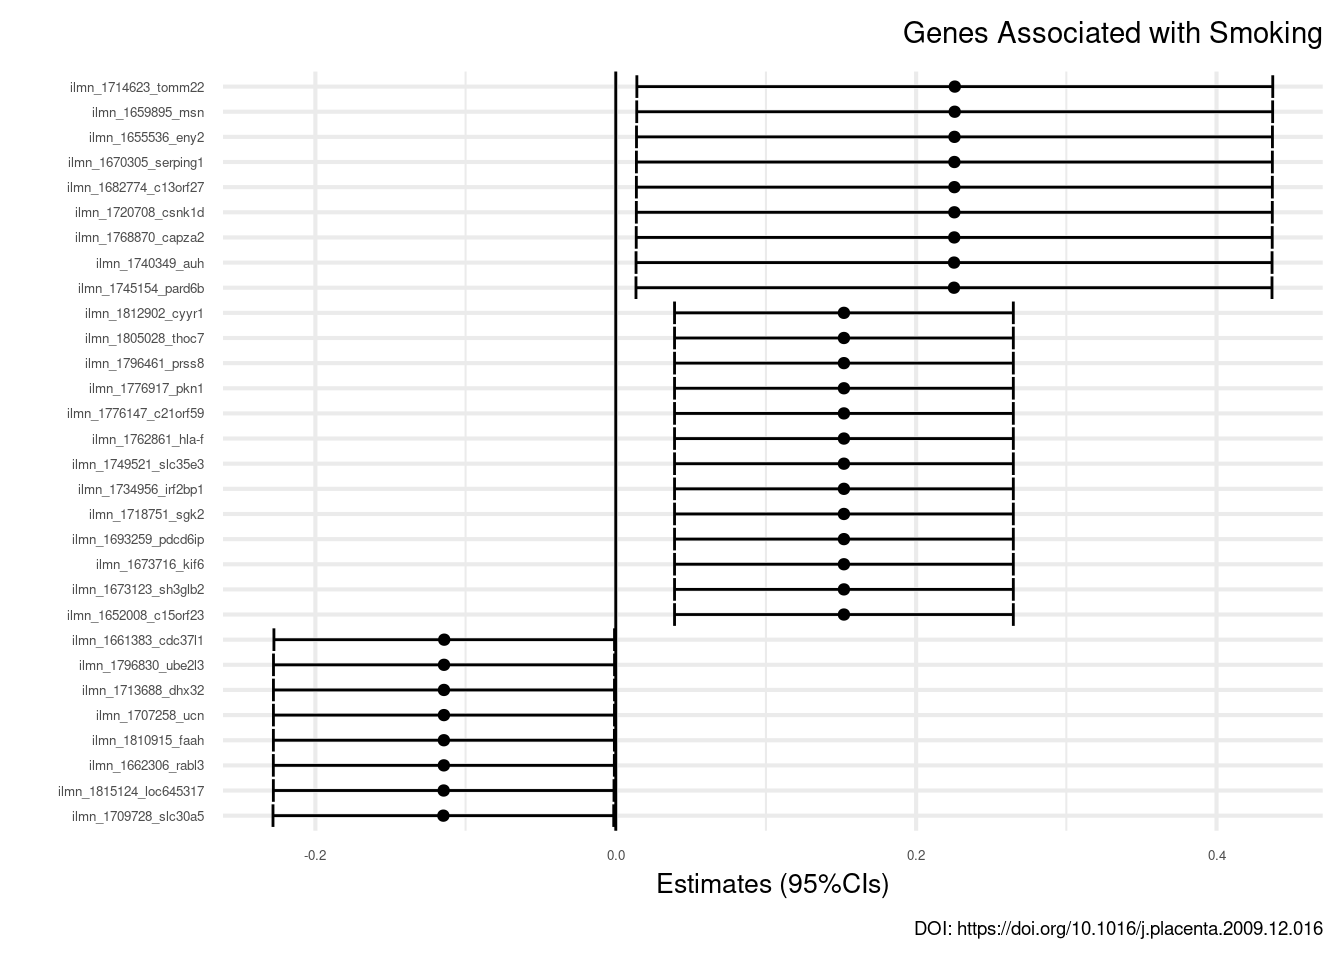 Genes Associated with Smoking
ilmn_1714623_tomm22
ilmn_1659895_msn
ilmn_1655536_eny2
ilmn_1670305_serping1
ilmn_1682774_c13orf27
ilmn_1720708_csnk1d
ilmn_1768870_capza2
ilmn_1740349_auh
ilmn_1745154_pard6b
ilmn_1812902_cyyr1
ilmn_1805028_thoc7
ilmn_1796461_prss8
ilmn_1776917_pkn1
ilmn_1776147_c21orf59
ilmn_1762861_hla-f
ilmn_1749521_slc35e3
ilmn_1734956_irf2bp1
ilmn_1718751_sgk2
ilmn_1693259_pdcd6ip
ilmn_1673716_kif6
ilmn_1673123_sh3glb2
ilmn_1652008_c15orf23
ilmn_1661383_cdc37l1
ilmn_1796830_ube2l3
ilmn_1713688_dhx32
ilmn_1707258_ucn
ilmn_1810915_faah
ilmn_1662306_rabl3
ilmn_1815124_loc645317
ilmn_1709728_slc30a5
-0.2 0.0 0.2 0.4
Estimates (95%CIs)
DOI: https://doi.org/10.1016/j.placenta.2009.12.016